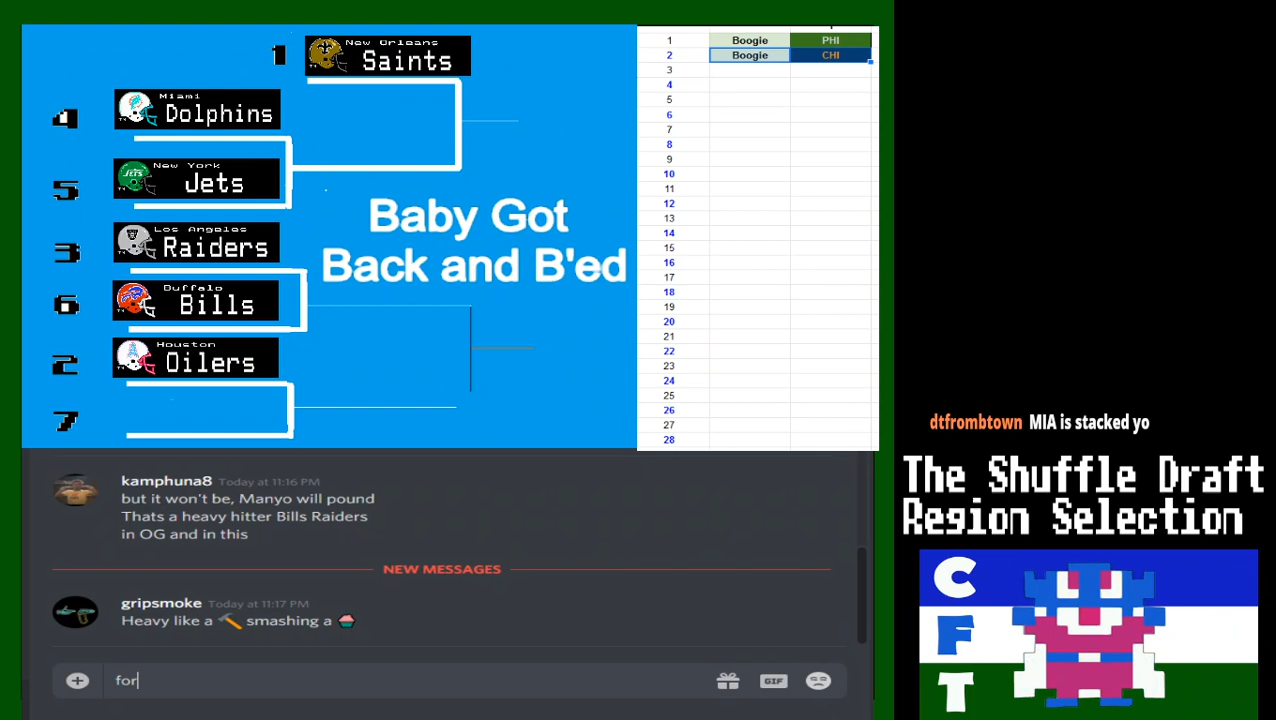 1
New Orleans
Saints
4
Miami
Dolphins
5
New York
Jets
3
Los Angeles
Raiders
6
Buffalo
Bills
2
Houston
Oilers
7
Baby Got
Back and B'ed
1 Boogie PHI
2 Boogie CHI
3
4
5
6
7
8
9
10
11
12
13
14
15
16
17
18
19
20
21
22
23
24
25
26
27
28
kamphuna8 Today at 11:16 PM
but it won't be, Manyo will pound
Thats a heavy hitter Bills Raiders
in OG and in this
NEW MESSAGES
gripsmoke Today at 11:17 PM
Heavy like a 🔨 smashing a 🧁
for
GIF
dtfrombtown MIA is stacked yo
The Shuffle Draft
Region Selection
C
F
T